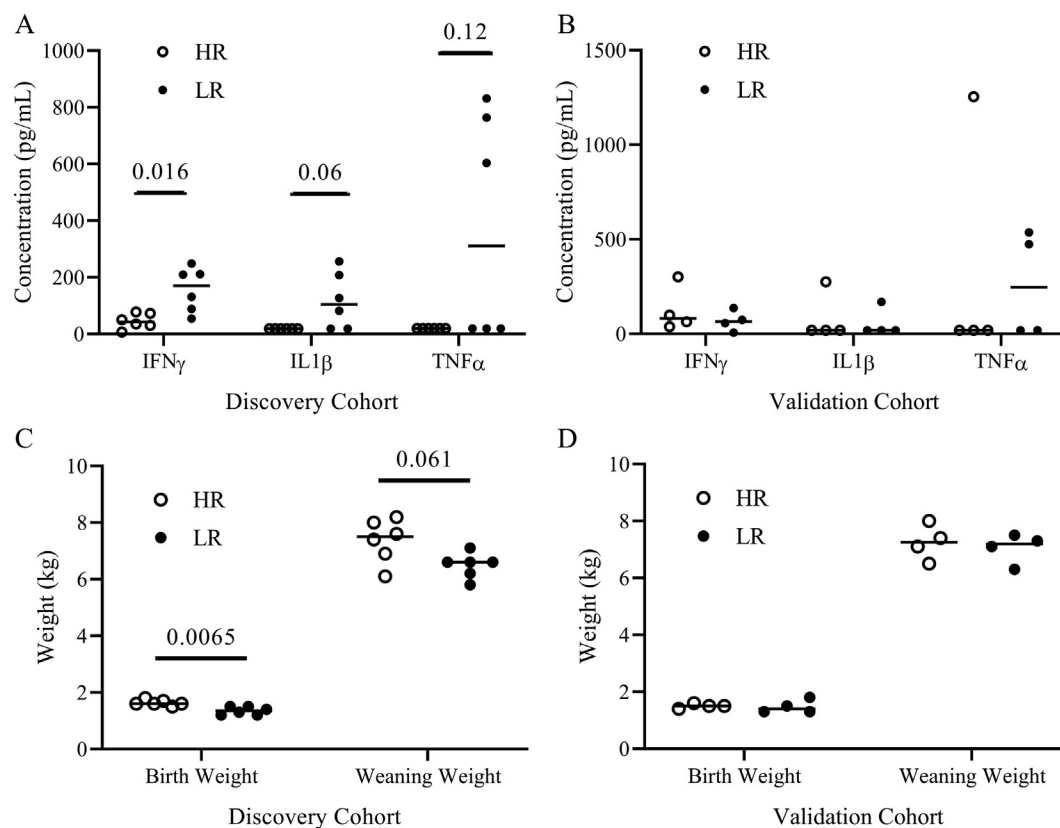 A
HR
LR
0.016
0.06
0.12
Concentration (pg/mL)
1000
800
600
400
200
0
IFNγ
IL1β
TNFα
Discovery Cohort
B
HR
LR
Concentration (pg/mL)
1500
1000
500
0
IFNγ
IL1β
TNFα
Validation Cohort
C
HR
LR
0.061
0.0065
Weight (kg)
10
8
6
4
2
0
Birth Weight
Weaning Weight
Discovery Cohort
D
HR
LR
Weight (kg)
10
8
6
4
2
0
Birth Weight
Weaning Weight
Validation Cohort